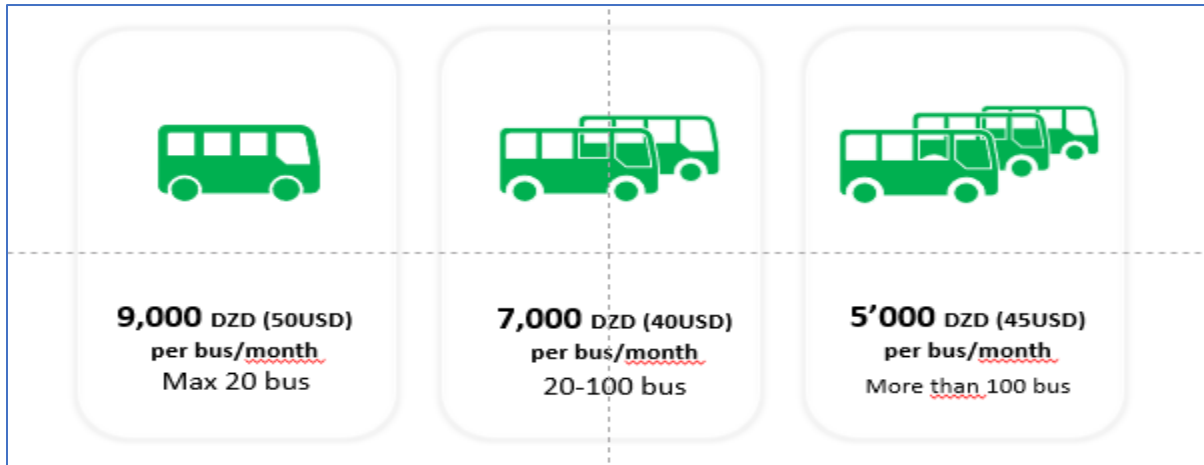 9,000 DZD (50USD)
per bus/month
Max 20 bus
7,000 DZD (40USD)
per bus/month
20-100 bus
5’000 DZD (45USD)
per bus/month
More than 100 bus